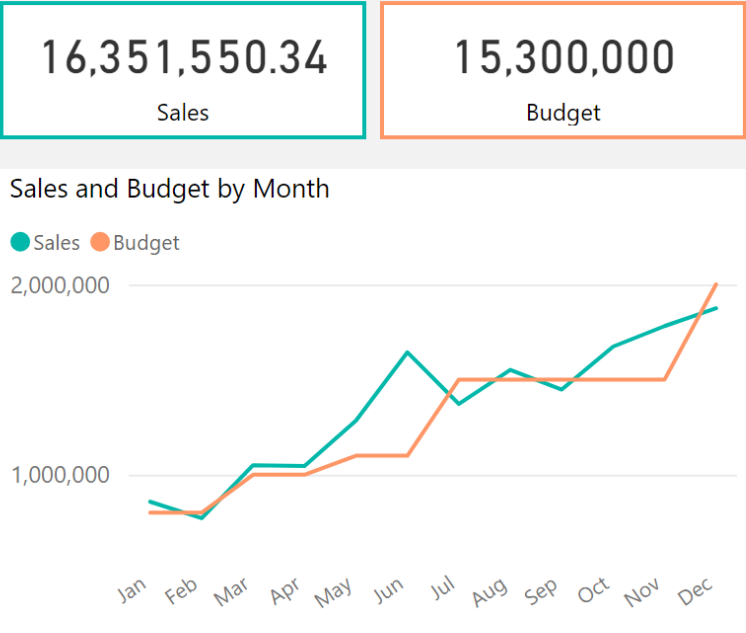 16,351,550.34
Sales
15,300,000
Budget
Sales and Budget by Month
Sales Budget
2,000,000
1,000,000
Jan Feb Mar Apr May Jun Jul Aug Sep Oct Nov Dec